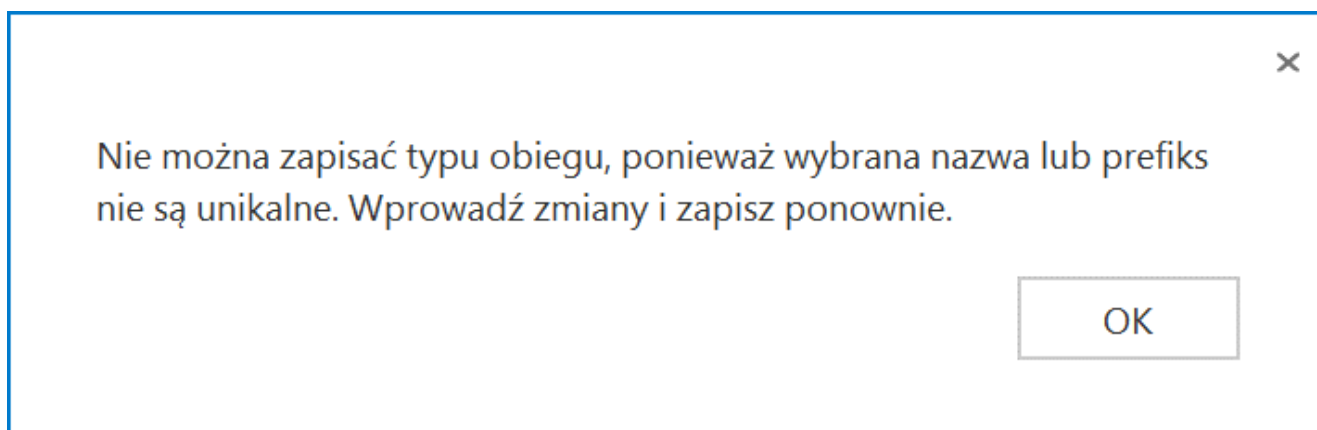 Nie można zapisać typu obiegu, ponieważ wybrana nazwa lub prefiks
nie są unikalne. Wprowadź zmiany i zapisz ponownie.
OK